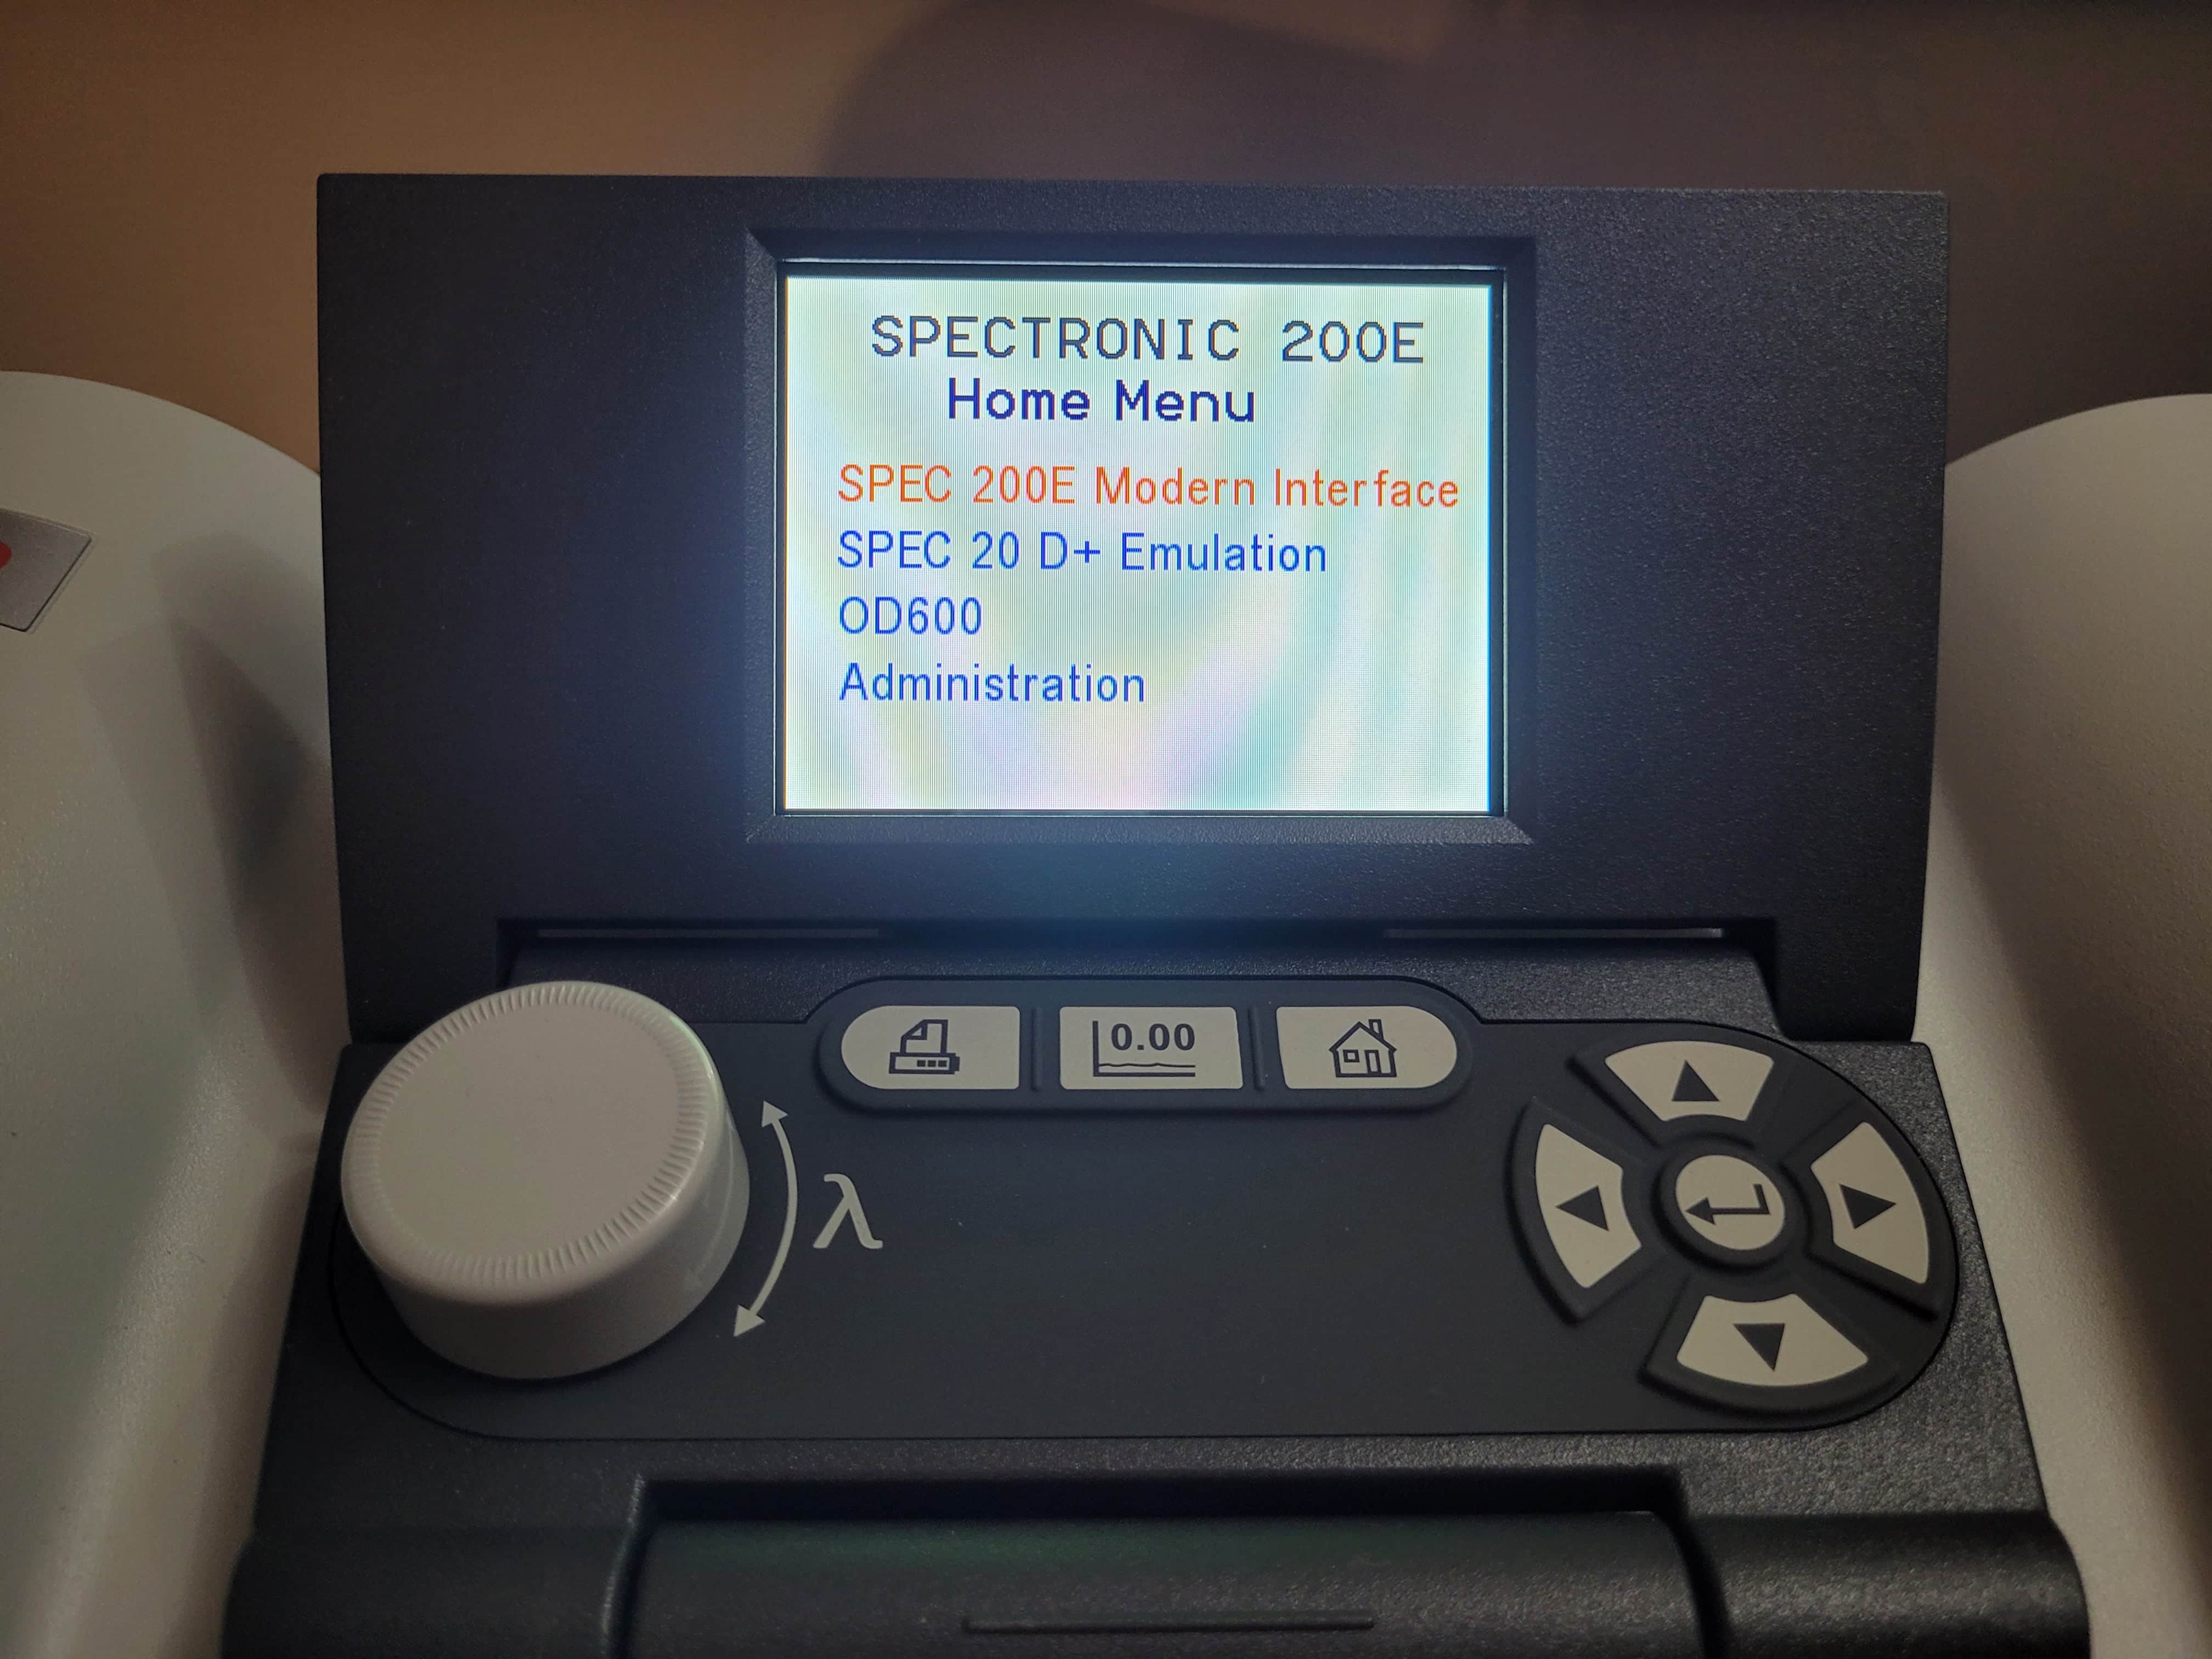 SPECTRONIC 200E
Home Menu
SPEC 200E Modern Interface
SPEC 20 D+ Emulation
OD600
Administration
0.00
λ